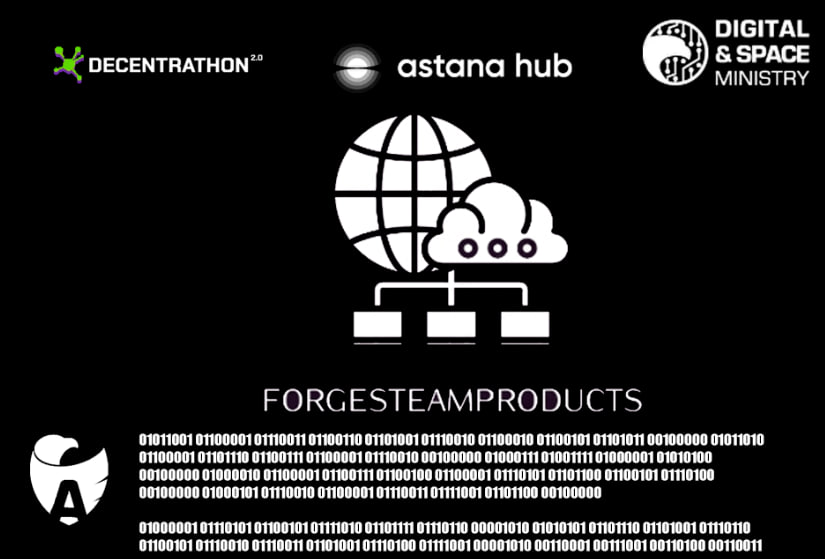 DECENTRATHON 2.0
astana hub
DIGITAL
& SPACE
MINISTRY
FORGESTEAMPRODUCTS
01011001 01100001 01110011 01100110 01101001 01110010 01100010 01100101 01101011 00100000 01011010
01100001 01101110 01100111 01100001 01110010 00100000 01000111 01001111 01000001 01010100
00100000 01000010 01100001 01100111 01100100 01100001 01110101 01101100 01100101 01110100
00100000 01000101 01110010 01100001 01110011 01111001 01101100 00100000
A
01000001 01110101 01100101 01111010 01101111 01110110 00001010 01010101 01101110 01101001 01110110
01100101 01110010 01110011 01101001 01110100 01111001 00001010 00110001 00111001 00110100 00110011